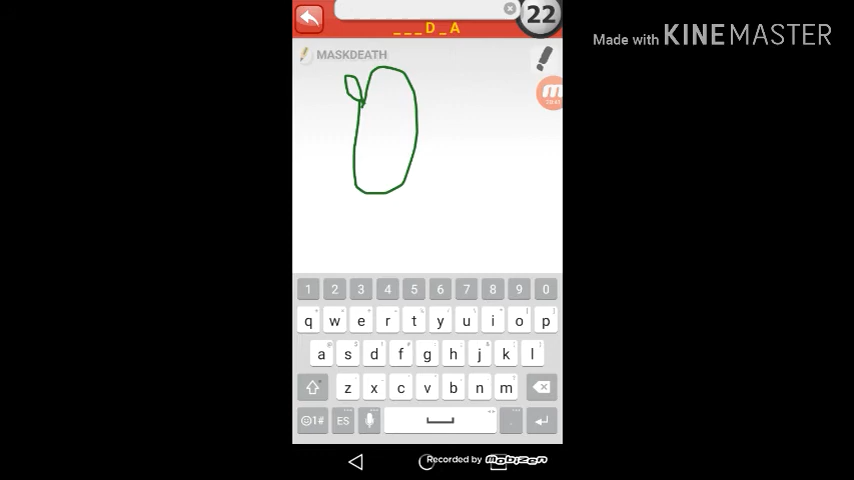 22
_ _ _ D _ A
MASKDEATH
Made with KINEMASTER
1 2 3 4 5 6 7 8 9 0
q w e r t y u i o p
a s d f g h j k l
z x c v b n m
1# ES .
Recorded by mobizen